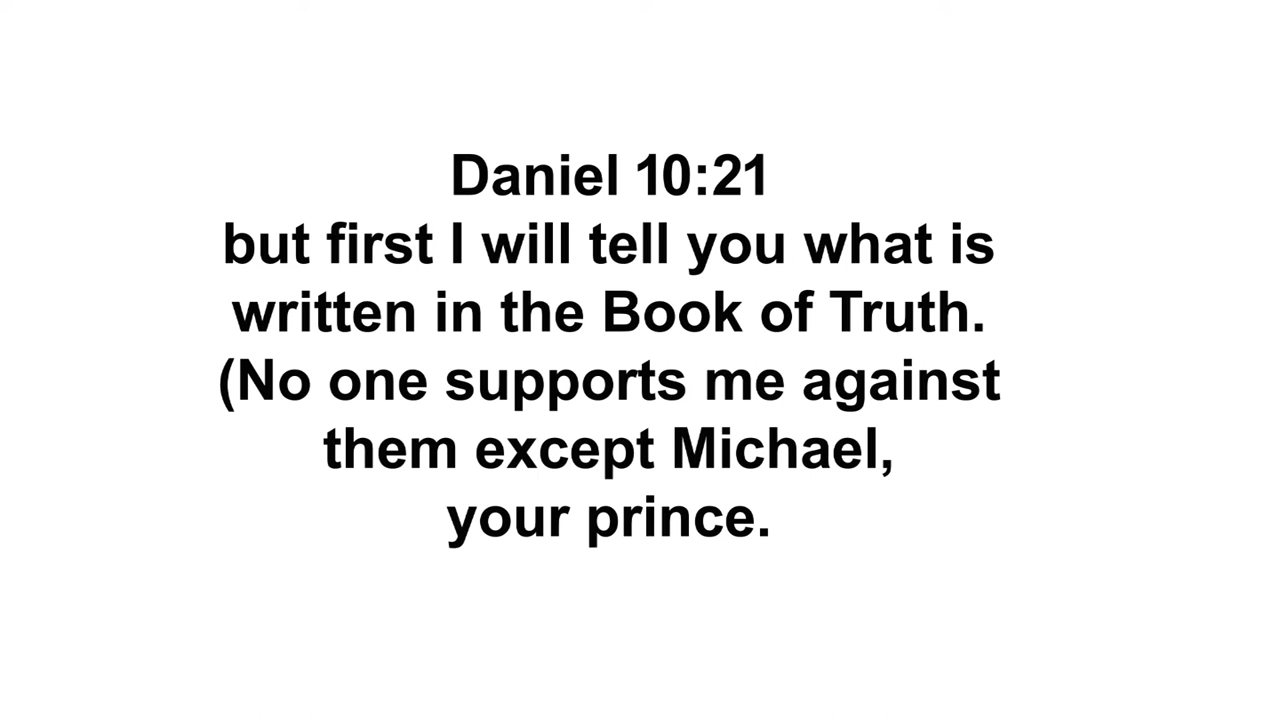 Daniel 10:21
but first I will tell you what is
written in the Book of Truth.
(No one supports me against
them except Michael,
your prince.